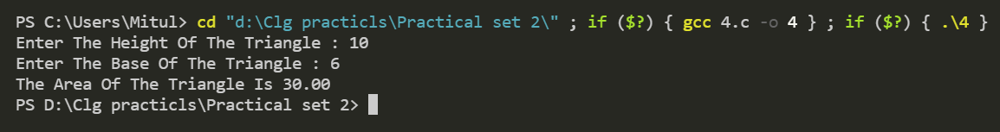 PS C:\Users\Mitul> cd "d:\Clg practicls\Practical set 2\" ; if ($?) { gcc 4.c -o 4 } ; if ($?) { .\4 }
Enter The Height Of The Triangle : 10
Enter The Base Of The Triangle : 6
The Area Of The Triangle Is 30.00
PS D:\Clg practicls\Practical set 2>